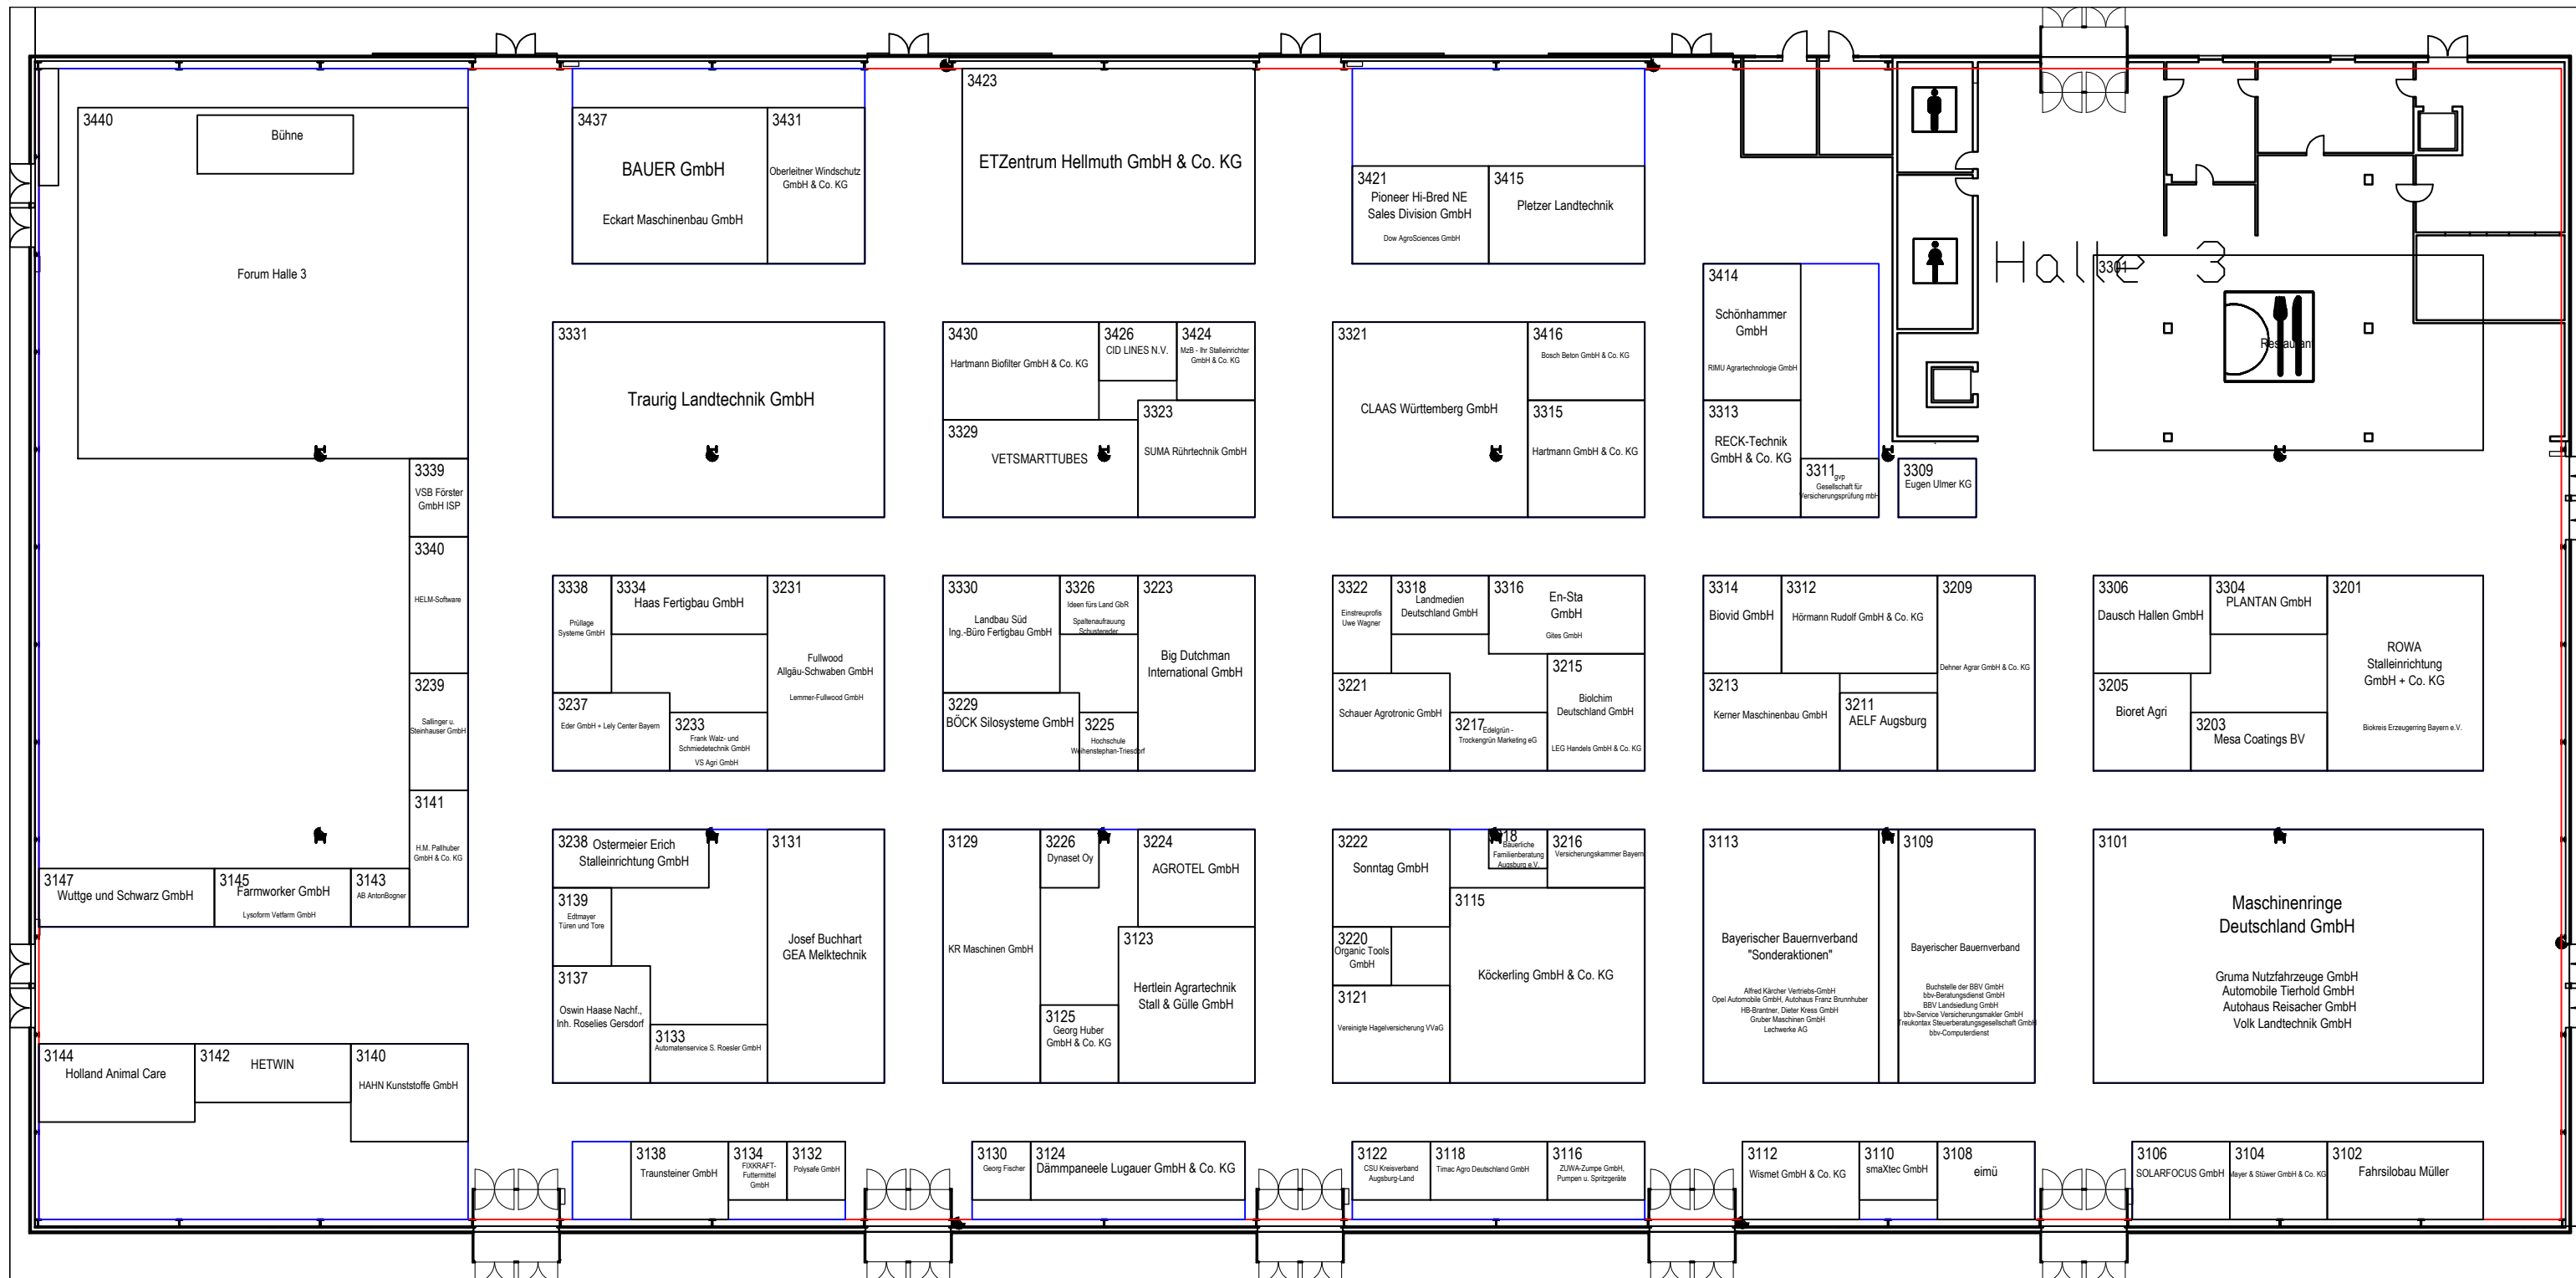 3440
Bühne
Forum Halle 3
3437
BAUER GmbH
Eckart Maschinenbau GmbH
3431
Oberleitner Windschutz
GmbH & Co. KG
3423
ETZentrum Hellmuth GmbH & Co. KG
3421
Pioneer Hi-Bred NE
Sales Division GmbH
Dow AgroSciences GmbH
3415
Pletzer Landtechnik
3414
Schönhammer
GmbH
RIMU Agrartechnologie GmbH
Halle 3
3301
Restaurant
3331
Traurig Landtechnik GmbH
3430
Hartmann Biofilter GmbH & Co. KG
3426
CID LINES N.V.
3424
MzB - Ihr Stalleinrichter
GmbH & Co. KG
3329
VETSMARTTUBES
3323
SUMA Rührtechnik GmbH
3321
CLAAS Württemberg GmbH
3416
Bosch Beton GmbH & Co. KG
3315
Hartmann GmbH & Co. KG
3313
RECK-Technik
GmbH & Co. KG
3311
gvp
Gesellschaft für
Versicherungsprüfung mbH
3309
Eugen Ulmer KG
3339
VSB Förster
GmbH ISP
3340
HELM-Software
3239
Sallinger u.
Steinhauser GmbH
3141
H.M. Pallhuber
GmbH & Co. KG
3338
Prüllage
Systeme GmbH
3334
Haas Fertigbau GmbH
3231
Fullwood
Allgäu-Schwaben GmbH
Lemmer-Fullwood GmbH
3237
Eder GmbH + Lely Center Bayern
3233
Frank Walz- und
Schmiedetechnik GmbH
VS Agri GmbH
3330
Landbau Süd
Ing.-Büro Fertigbau GmbH
3326
Ideen fürs Land GbR
Spaltenaufrauung
Schustereder
3223
Big Dutchman
International GmbH
3229
BÖCK Silosysteme GmbH
3225
Hochschule
Weihenstephan-Triesdorf
3322
Einstreuprofis
Uwe Wagner
3318
Landmedien
Deutschland GmbH
3316
En-Sta
GmbH
Gites GmbH
3221
Schauer Agrotronic GmbH
3217
Edelgrün -
Trockengrün Marketing eG
3215
Biolchim
Deutschland GmbH
LEG Handels GmbH & Co. KG
3314
Biovid GmbH
3312
Hörmann Rudolf GmbH & Co. KG
3209
Dehner Agrar GmbH & Co. KG
3213
Kerner Maschinenbau GmbH
3211
AELF Augsburg
3306
Dausch Hallen GmbH
3304
PLANTAN GmbH
3201
ROWA
Stalleinrichtung
GmbH + Co. KG
Biokreis Erzeugerring Bayern e.V.
3205
Bioret Agri
3203
Mesa Coatings BV
3147
Wuttge und Schwarz GmbH
3145
Farmworker GmbH
Lysoform Vetfarm GmbH
3143
AB AntonBogner
3238
Ostermeier Erich
Stalleinrichtung GmbH
3139
Edtmayer
Türen und Tore
3137
Oswin Haase Nachf.,
Inh. Roselies Gersdorf
3133
Automatenservice S. Roesler GmbH
3131
Josef Buchhart
GEA Melktechnik
3129
KR Maschinen GmbH
3226
Dynaset Oy
3224
AGROTEL GmbH
3123
Hertlein Agrartechnik
Stall & Gülle GmbH
3125
Georg Huber
GmbH & Co. KG
3222
Sonntag GmbH
Bäuerliche
Familienberatung
Augsburg e.V.
3216
Versicherungskammer Bayern
3220
Organic Tools
GmbH
3115
Köckerling GmbH & Co. KG
3121
Vereinigte Hagelversicherung VVaG
3113
Bayerischer Bauernverband
"Sonderaktionen"
Alfred Kärcher Vertriebs-GmbH
Opel Automobile GmbH, Autohaus Franz Brunnhuber
HB-Brantner, Dieter Kress GmbH
Gruber Maschinen GmbH
Lechwerke AG
3109
Bayerischer Bauernverband
Buchstelle der BBV GmbH
bbv-Beratungsdienst GmbH
BBV Landsiedlung GmbH
bbv-Service Versicherungsmakler GmbH
Treukontax Steuerberatungsgesellschaft GmbH
bbv-Computerdienst
3101
Maschinenringe
Deutschland GmbH
Gruma Nutzfahrzeuge GmbH
Automobile Tierhold GmbH
Autohaus Reisacher GmbH
Volk Landtechnik GmbH
3144
Holland Animal Care
3142
HETWIN
3140
HAHN Kunststoffe GmbH
3138
Traunsteiner GmbH
3134
FIXKRAFT-
Futtermittel
GmbH
3132
Polysafe GmbH
3130
Georg Fischer
3124
Dämmpaneele Lugauer GmbH & Co. KG
3122
CSU Kreisverband
Augsburg-Land
3118
Timac Agro Deutschland GmbH
3116
ZUWA-Zumpe GmbH,
Pumpen u. Spritzgeräte
3112
Wismet GmbH & Co. KG
3110
smaXtec GmbH
3108
eimü
3106
SOLARFOCUS GmbH
3104
Mayer & Stüwer GmbH & Co. KG
3102
Fahrsilobau Müller